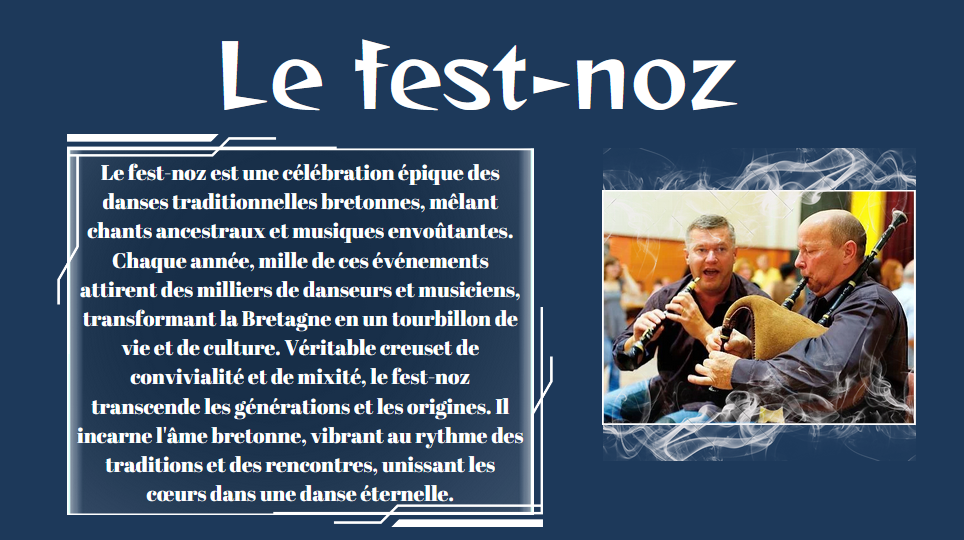 Le fest-noz
Le fest-noz est une célébration épique des
danses traditionnelles bretonnes, mêlant
chants ancestraux et musiques envoûtantes.
Chaque année, mille de ces événements
attirent des milliers de danseurs et musiciens,
transformant la Bretagne en un tourbillon de
vie et de culture. Véritable creuset de
convivialité et de mixité, le fest-noz
transcende les générations et les origines. Il
incarne l'âme bretonne, vibrant au rythme des
traditions et des rencontres, unissant les
cœurs dans une danse éternelle.